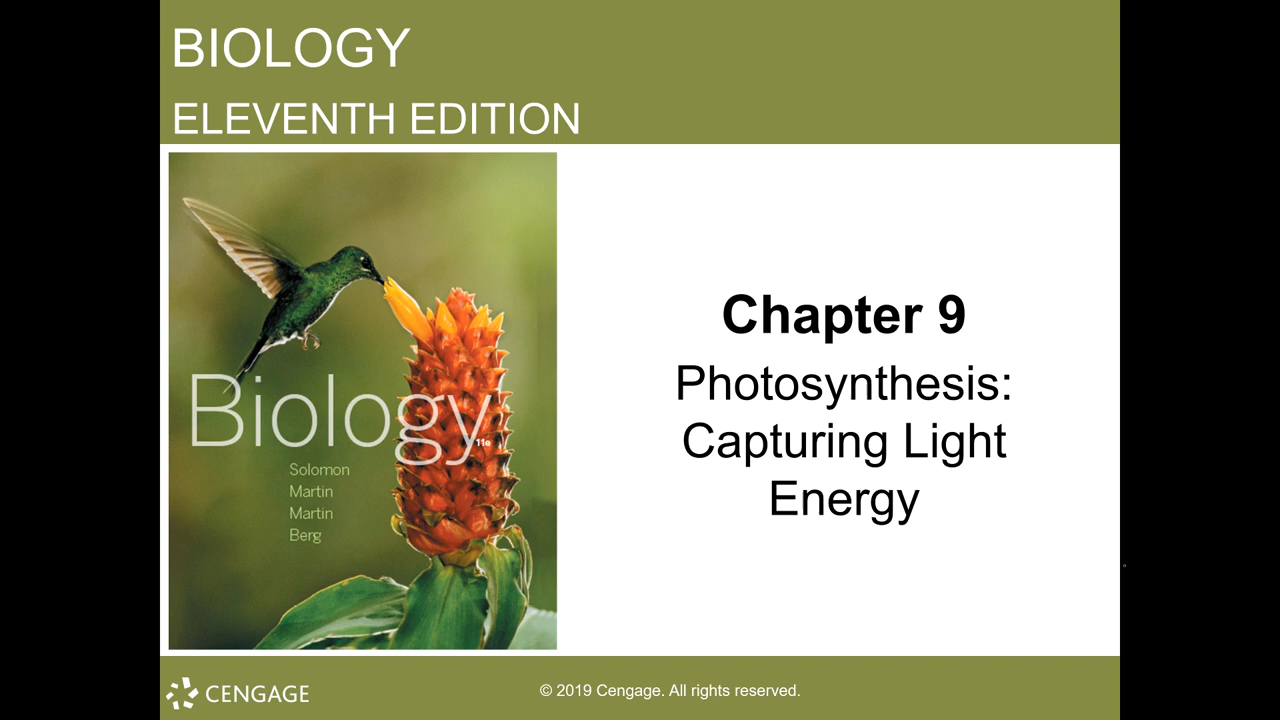 BIOLOGY
ELEVENTH EDITION
Biology
11e
Solomon
Martin
Martin
Berg
Chapter 9
Photosynthesis:
Capturing Light
Energy
CENGAGE
© 2019 Cengage. All rights reserved.